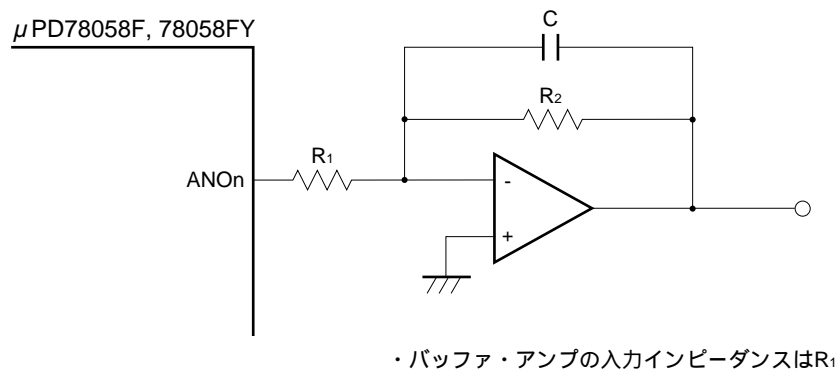 μPD78058F, 78058FY
C
R2
R1
ANOn
-
+
・バッファ・アンプの入力インピーダンスはR1